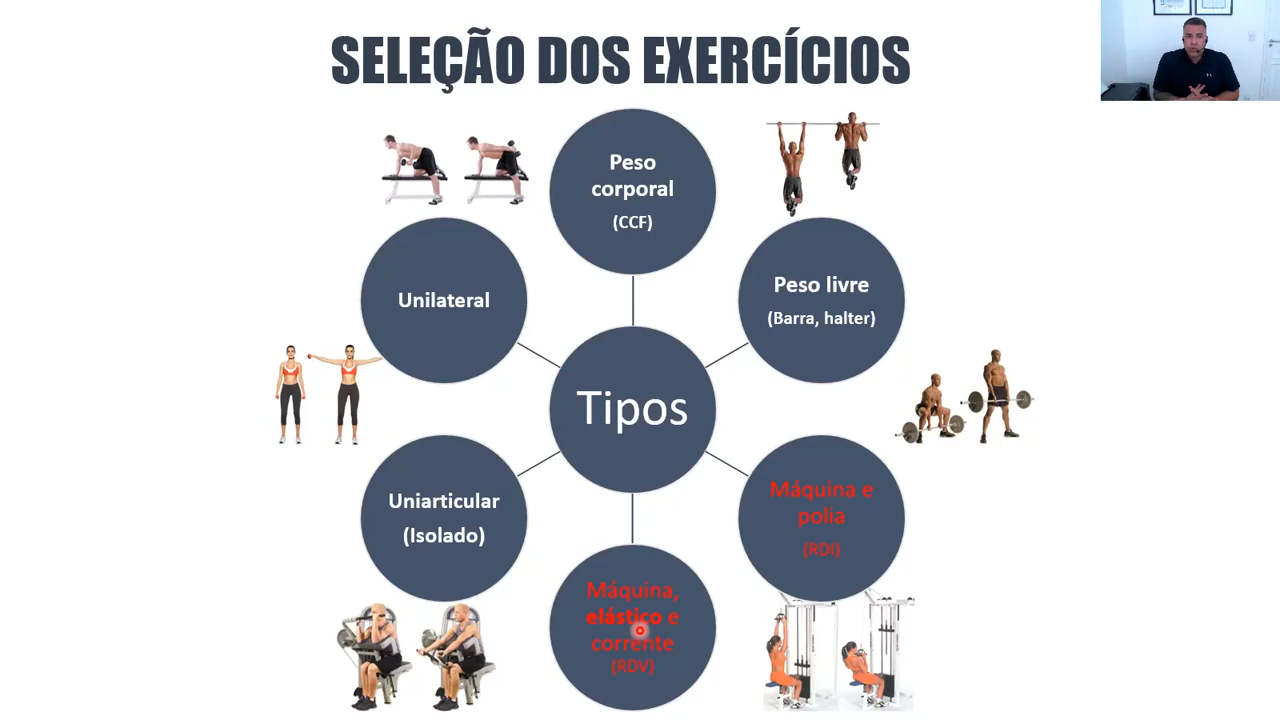 SELEÇÃO DOS EXERCÍCIOS
Peso
corporal
(CCF)
Unilateral
Peso livre
(Barra, halter)
Tipos
Uniarticular
(Isolado)
Máquina e
polia
(RDI)
Máquina,
elástico e
corrente
(RDV)